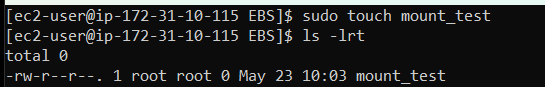 [ec2-user@ip-172-31-10-115 EBS]$ sudo touch mount_test
[ec2-user@ip-172-31-10-115 EBS]$ ls -lrt
total 0
-rw-r--r--. 1 root root 0 May 23 10:03 mount_test